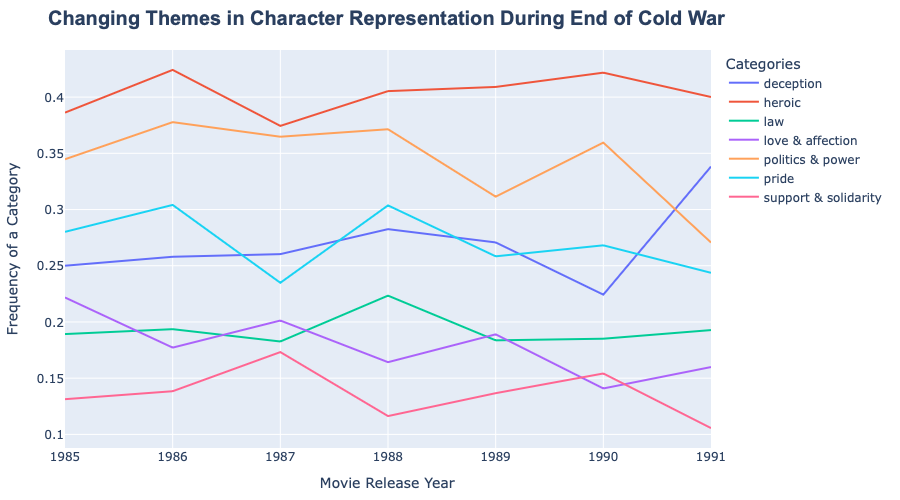 Changing Themes in Character Representation During End of Cold War
Frequency of a Category
0.4
0.35
0.3
0.25
0.2
0.15
0.1
1985 1986 1987 1988 1989 1990 1991
Movie Release Year
Categories
deception
heroic
law
love & affection
politics & power
pride
support & solidarity